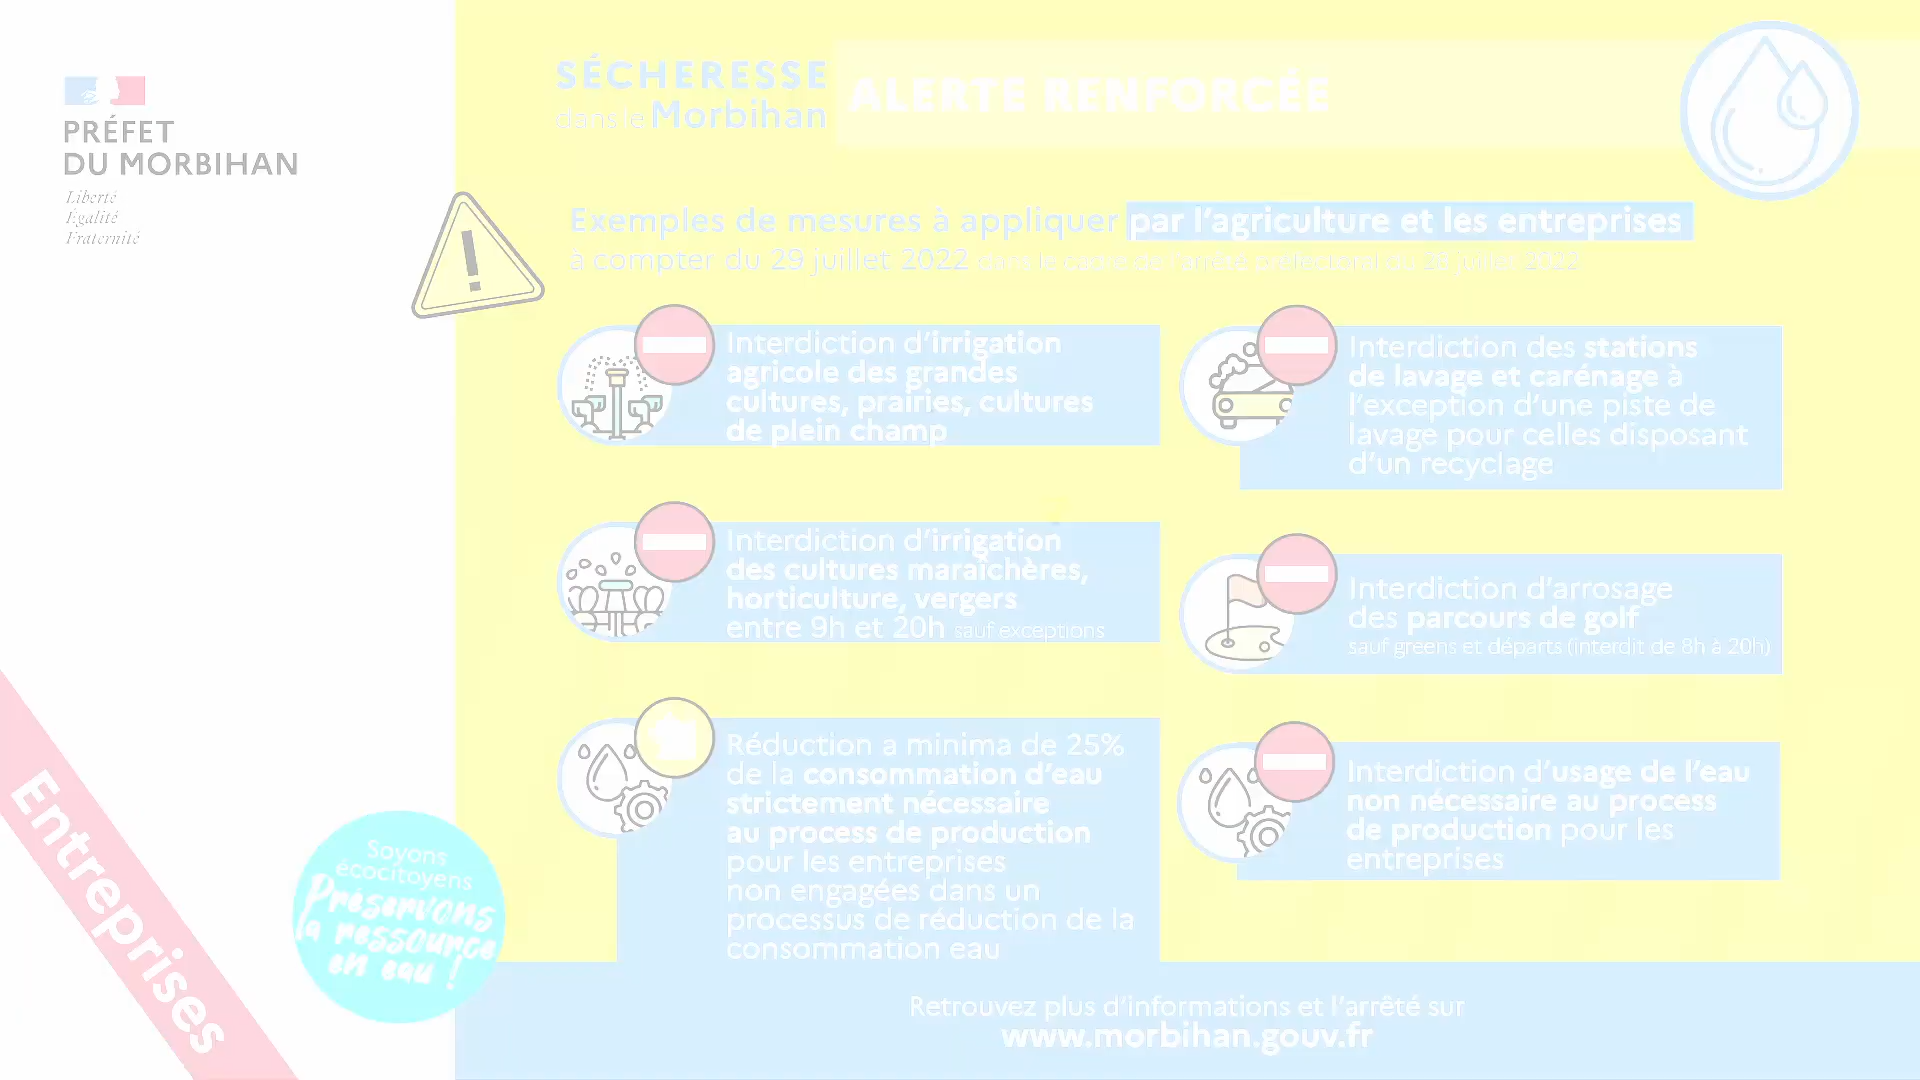 PRÉFET
DU MORBIHAN
Liberté
Égalité
Fraternité
SÉCHERESSE
dans le Morbihan
ALERTE RENFORCÉE
Exemples de mesures à appliquer par l'agriculture et les entreprises
à compter du 29 juillet 2022 dans le cadre de l'arrêté préfectoral du 26 juillet 2022
Interdiction d'irrigation
agricole des grandes
cultures, prairies, cultures
de plein champ
Interdiction d'irrigation
des cultures maraîchères,
horticulture, vergers
entre 9h et 20h sauf exceptions
Réduction a minima de 25%
de la consommation d'eau
strictement nécessaire
au process de production
pour les entreprises
non engagées dans un
processus de réduction de la
consommation eau
Interdiction des stations
de lavage et carénage à
l'exception d'une piste de
lavage pour celles disposant
d'un recyclage
Interdiction d'arrosage
des parcours de golf
sauf greens et départs (interdit de 8h à 20h)
Interdiction d'usage de l'eau
non nécessaire au process
de production pour les
entreprises
Entreprises
Soyons
écocitoyens
Préservons
la ressource
en eau !
Retrouvez plus d'informations et l'arrêté sur
www.morbihan.gouv.fr